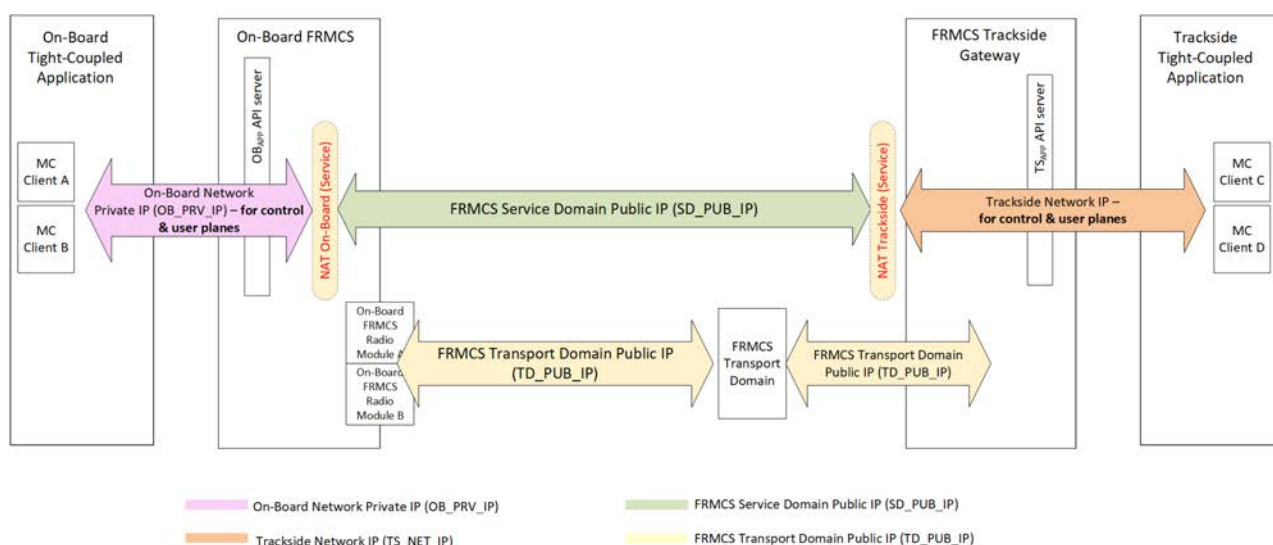 On-Board
Tight-Coupled
Application
On-Board FRMCS
FRMCS Trackside
Gateway
Trackside
Tight-Coupled
Application
OBAPP API server
TSAPP API server
MC
Client A
MC
Client B
On-Board Network
Private IP (OB_PRV_IP) – for control
& user planes
NAT On-Board (Service)
FRMCS Service Domain Public IP (SD_PUB_IP)
NAT Trackside (Service)
Trackside Network IP –
for control & user planes
MC
Client C
MC
Client D
On-Board
FRMCS
Radio
Module A
On-Board
FRMCS
Radio
Module B
FRMCS Transport Domain Public IP
(TD_PUB_IP)
FRMCS
Transport
Domain
FRMCS Transport Domain
Public IP (TD_PUB_IP)
On-Board Network Private IP (OB_PRV_IP)
FRMCS Service Domain Public IP (SD_PUB_IP)
Trackside Network IP (TS_NET_IP)
FRMCS Transport Domain Public IP (TD_PUB_IP)